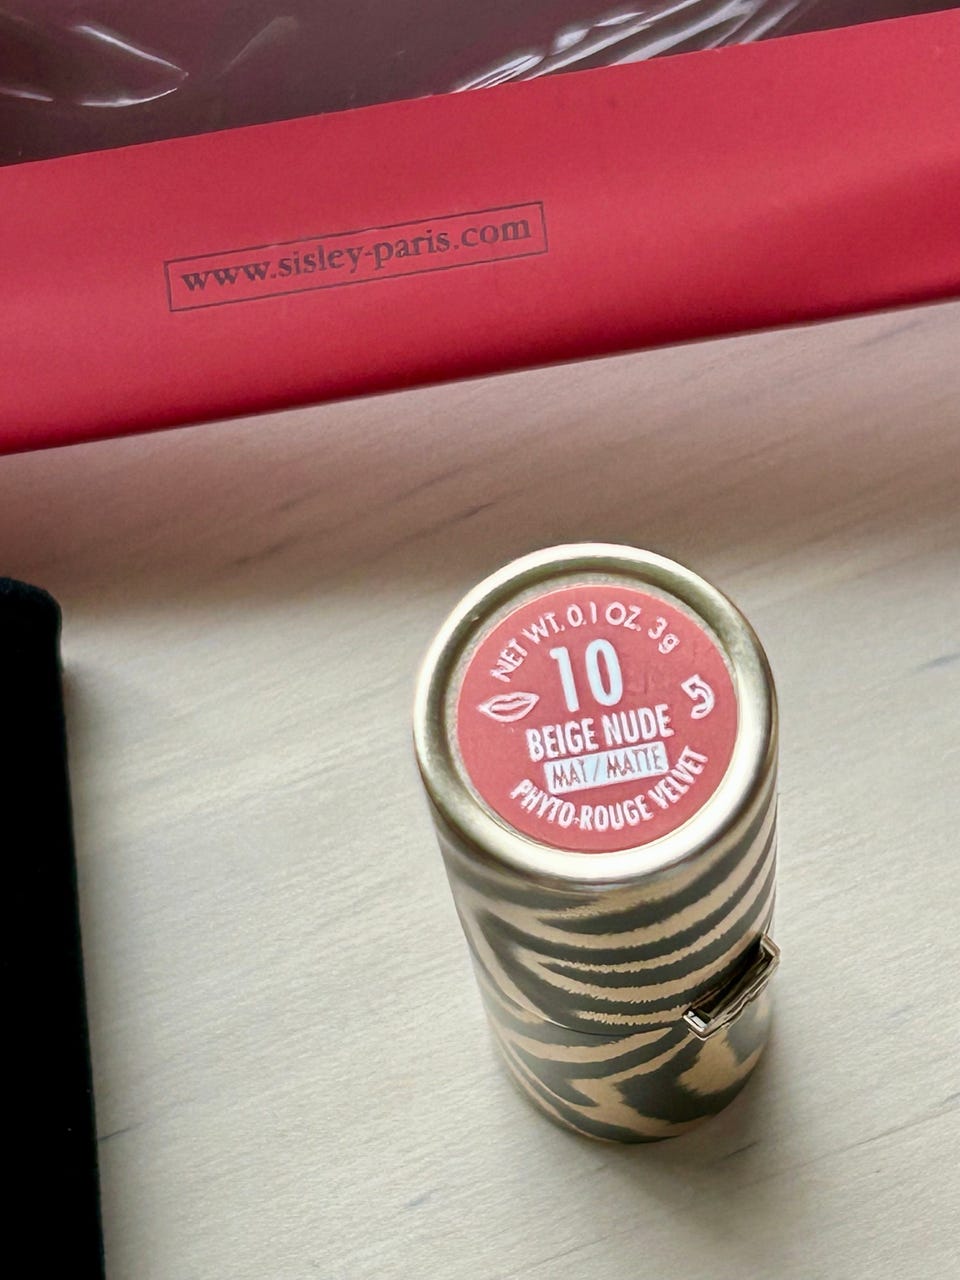 www.sisley-paris.com
NET WT. 0.1 OZ. 3g
10
BEIGE NUDE
MAT / MATTE
PHYTO-ROUGE VELVET